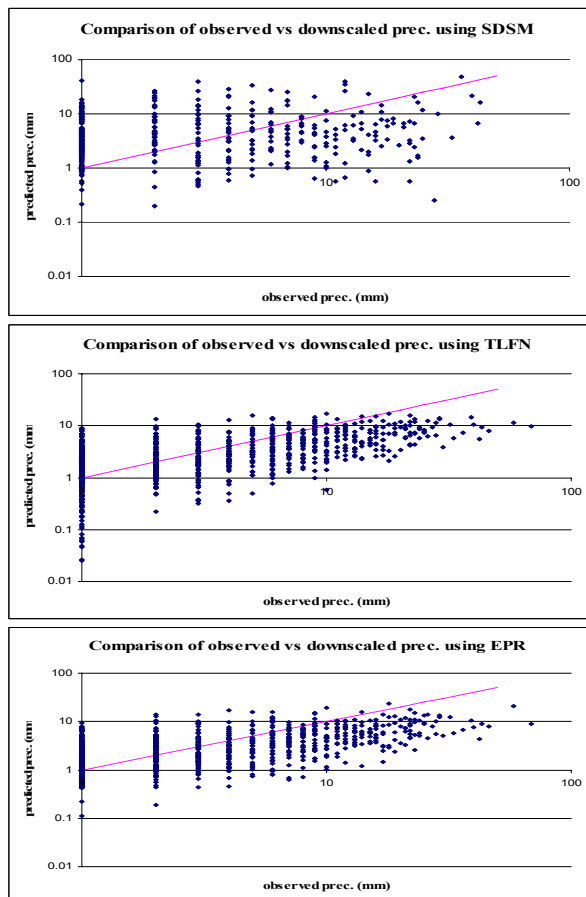 Comparison of observed vs downscaled prec. using SDSM
100
10
1
0.1
0.01
10
100
predicted prec. (mm
observed prec. (mm)
Comparison of observed vs downscaled prec. using TLFN
100
10
1
0.1
0.01
10
100
predicted prec. (mm
observed prec. (mm)
Comparison of observed vs downscaled prec. using EPR
100
10
1
0.1
0.01
10
100
predicted prec. (mm
observed prec. (mm)